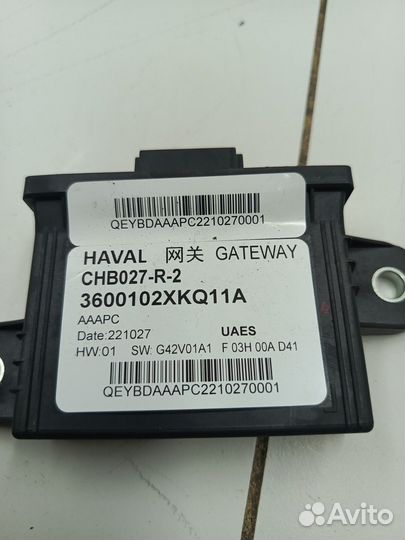 QEYBDAAAPC2210270001
HAVAL 网关 GATEWAY
CHB027-R-2
3600102XKQ11A
AAAPC
Date:221027 UAES
HW:01 SW: G42V01A1 F 03H 00A D41
QEYBDAAAPC2210270001
Avito